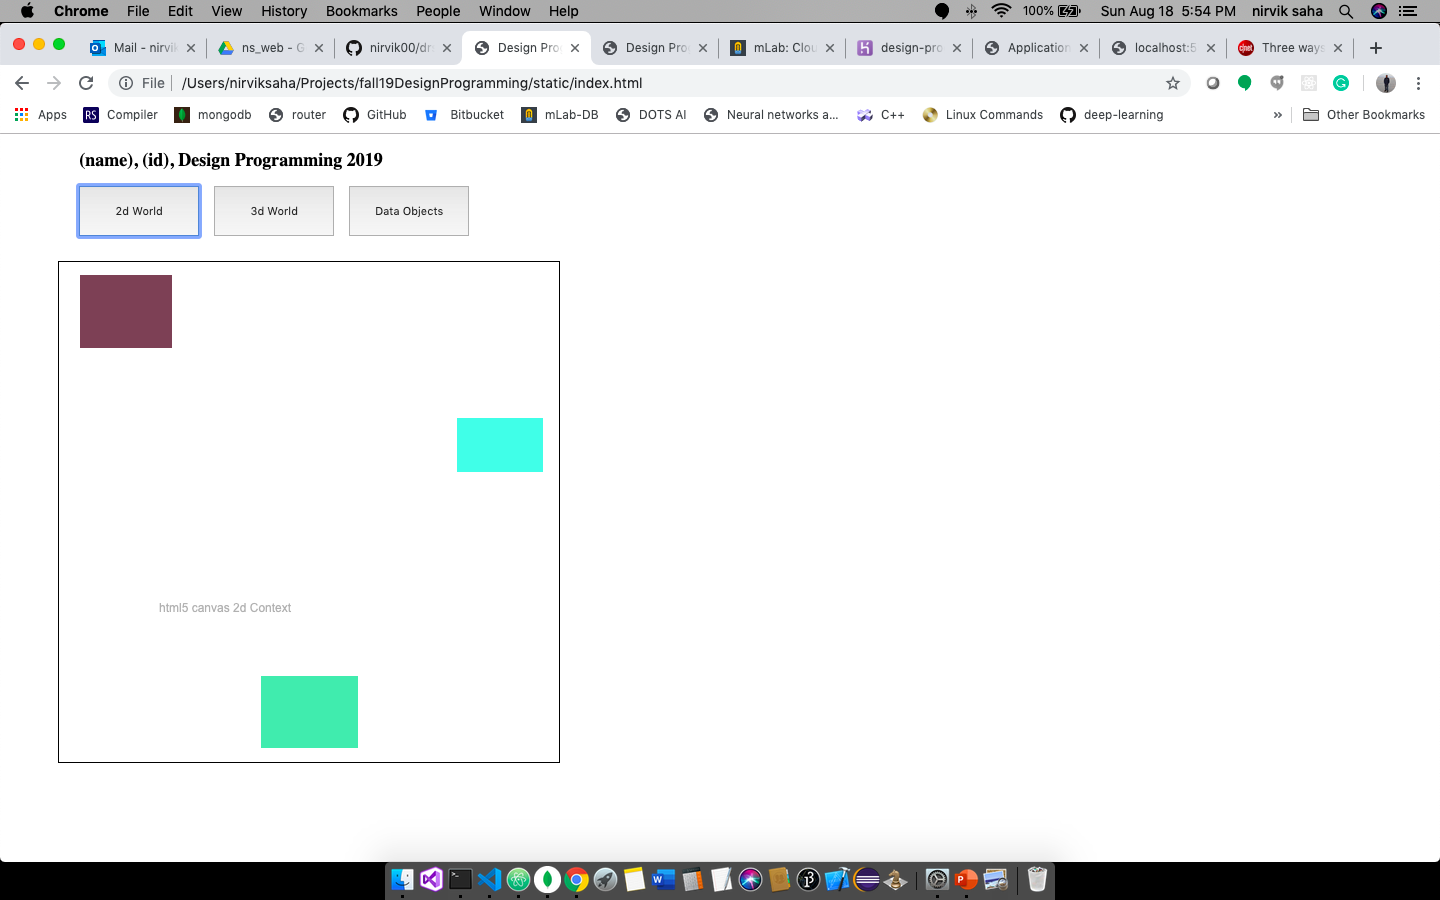 Chrome File Edit View History Bookmarks People Window Help 100% Sun Aug 18 5:54 PM nirvik saha
Mail - nirvik ns_web - G nirvik00/dr Design Pro Design Pro mLab: Clou design-pro Application localhost:5 Three ways
File /Users/nirviksaha/Projects/fall19DesignProgramming/static/index.html
Apps RS Compiler mongodb router GitHub Bitbucket mLab-DB DOTS AI Neural networks a... C++ Linux Commands deep-learning » Other Bookmarks
(name), (id), Design Programming 2019
2d World 3d World Data Objects
html5 canvas 2d Context